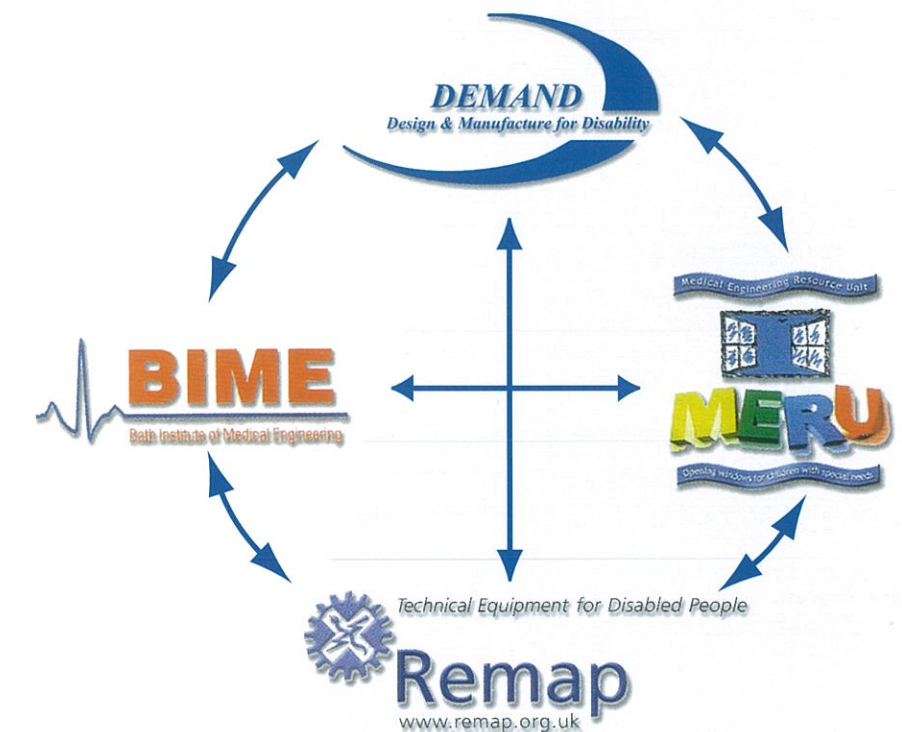 DEMAND
Design & Manufacture for Disability
Medical Engineering Resource Unit
MERU
Opening windows for children with special needs
BIME
Bath Institute of Medical Engineering
Technical Equipment for Disabled People
Remap
www.remap.org.uk